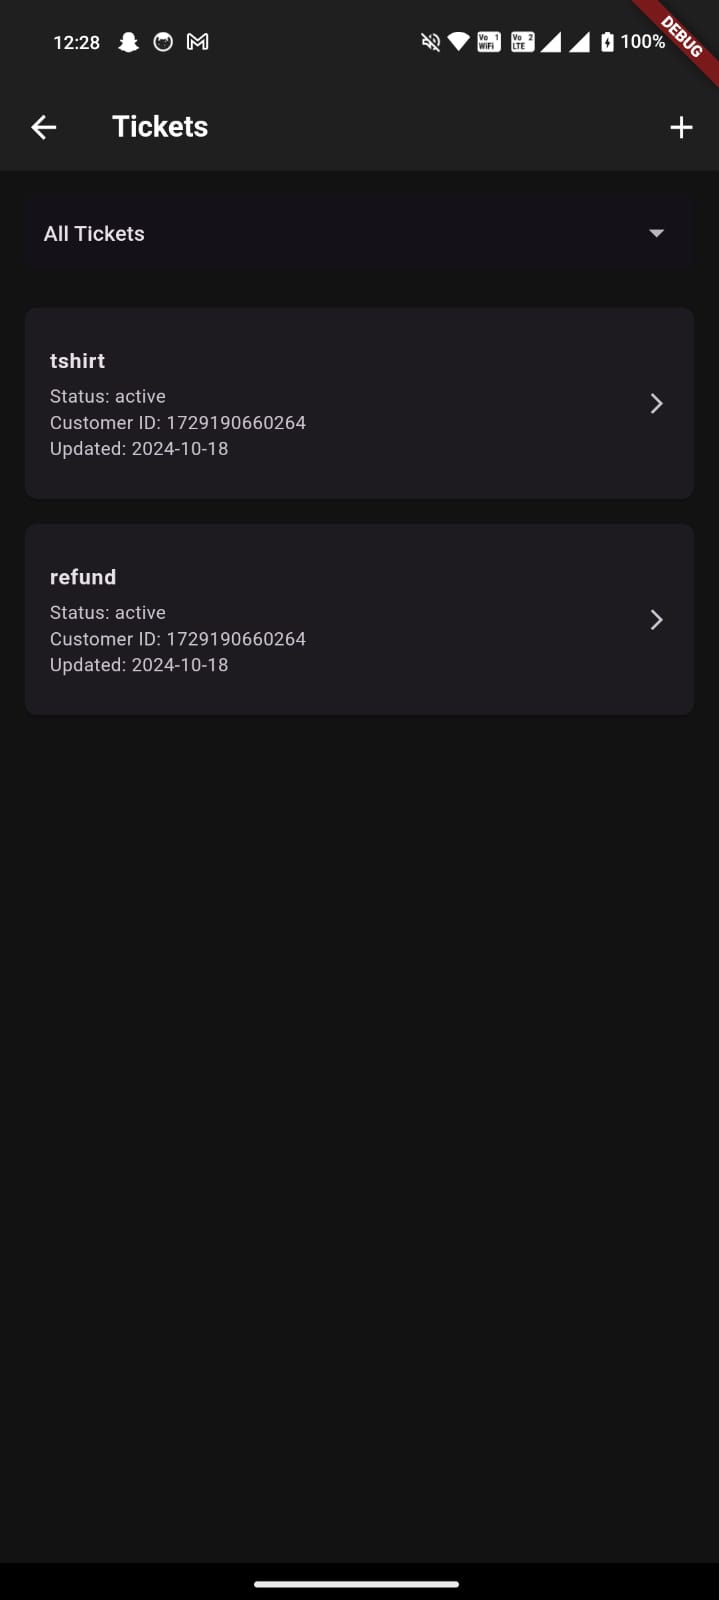 12:28
Vo 1
WiFi
Vo 2
LTE
100%
DEBUG
Tickets
All Tickets
tshirt
Status: active
Customer ID: 1729190660264
Updated: 2024-10-18
refund
Status: active
Customer ID: 1729190660264
Updated: 2024-10-18